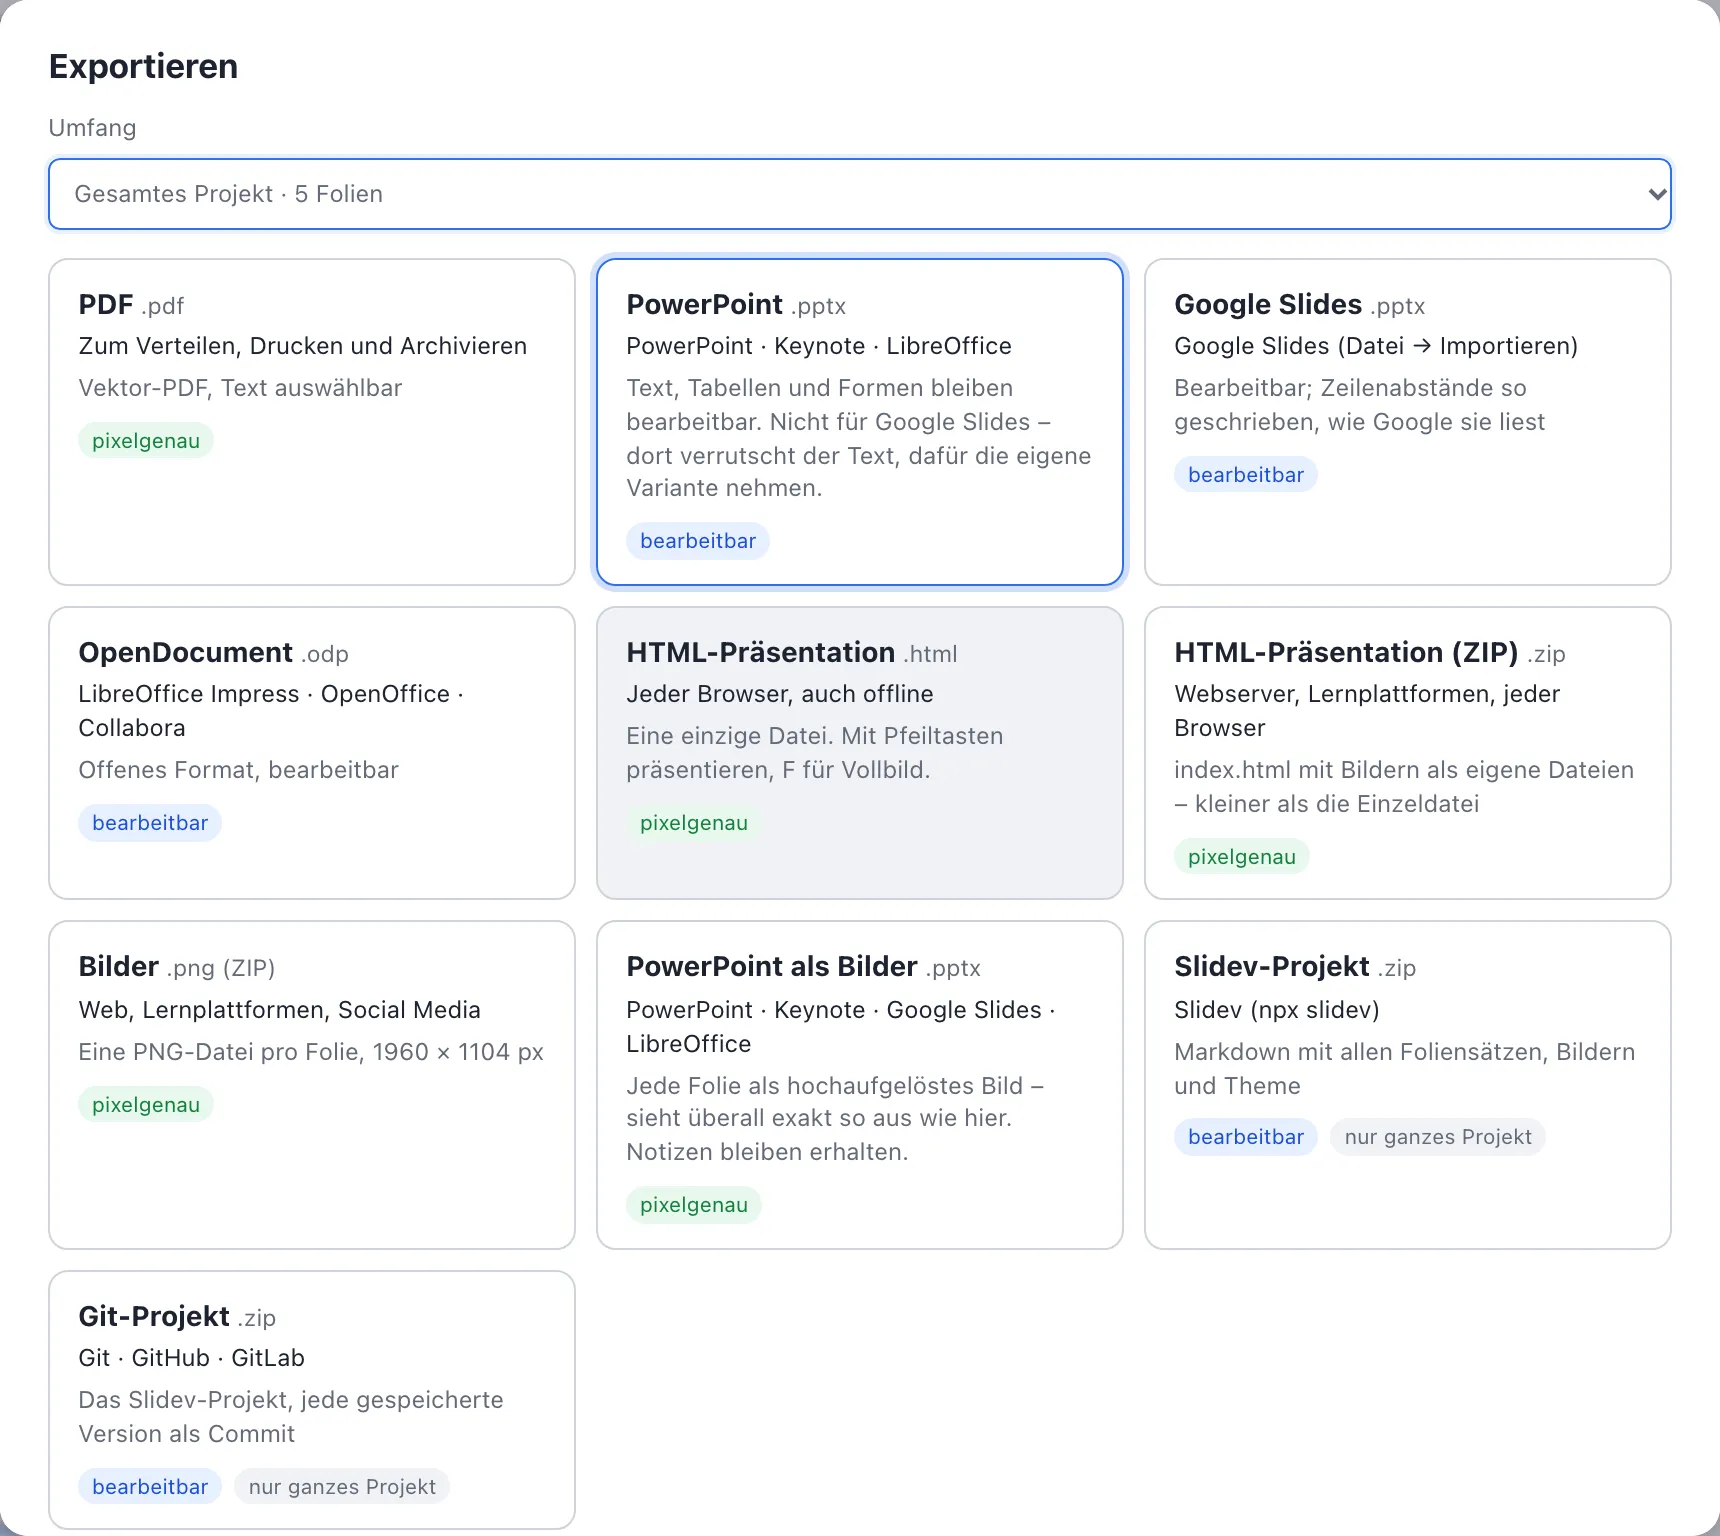 Exportieren
Umfang
Gesamtes Projekt · 5 Folien
PDF .pdf
Zum Verteilen, Drucken und Archivieren
Vektor-PDF, Text auswählbar
pixelgenau
PowerPoint .pptx
PowerPoint · Keynote · LibreOffice
Text, Tabellen und Formen bleiben
bearbeitbar. Nicht für Google Slides –
dort verrutscht der Text, dafür die eigene
Variante nehmen.
bearbeitbar
Google Slides .pptx
Google Slides (Datei → Importieren)
Bearbeitbar; Zeilenabstände so
geschrieben, wie Google sie liest
bearbeitbar
OpenDocument .odp
LibreOffice Impress · OpenOffice ·
Collabora
Offenes Format, bearbeitbar
bearbeitbar
HTML-Präsentation .html
Jeder Browser, auch offline
Eine einzige Datei. Mit Pfeiltasten
präsentieren, F für Vollbild.
pixelgenau
HTML-Präsentation (ZIP) .zip
Webserver, Lernplattformen, jeder
Browser
index.html mit Bildern als eigene Dateien
– kleiner als die Einzeldatei
pixelgenau
Bilder .png (ZIP)
Web, Lernplattformen, Social Media
Eine PNG-Datei pro Folie, 1960 × 1104 px
pixelgenau
PowerPoint als Bilder .pptx
PowerPoint · Keynote · Google Slides ·
LibreOffice
Jede Folie als hochaufgelöstes Bild –
sieht überall exakt so aus wie hier.
Notizen bleiben erhalten.
pixelgenau
Slidev-Projekt .zip
Slidev (npx slidev)
Markdown mit allen Foliensätzen, Bildern
und Theme
bearbeitbar nur ganzes Projekt
Git-Projekt .zip
Git · GitHub · GitLab
Das Slidev-Projekt, jede gespeicherte
Version als Commit
bearbeitbar nur ganzes Projekt